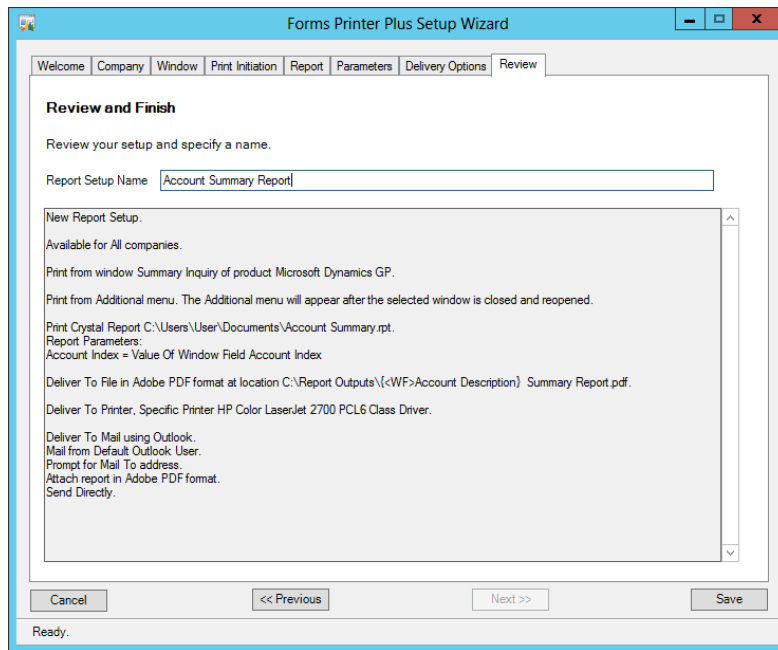 Forms Printer Plus Setup Wizard
Welcome Company Window Print Initiation Report Parameters Delivery Options Review
Review and Finish
Review your setup and specify a name.
Report Setup Name Account Summary Report
New Report Setup.
Available for All companies.
Print from window Summary Inquiry of product Microsoft Dynamics GP.
Print from Additional menu. The Additional menu will appear after the selected window is closed and reopened.
Print Crystal Report C:\Users\User\Documents\Account Summary.rpt.
Report Parameters:
Account Index = Value Of Window Field Account Index
Deliver To File in Adobe PDF format at location C:\Report Outputs\{<WF>Account Description}  Summary Report.pdf.
Deliver To Printer, Specific Printer HP Color LaserJet 2700 PCL6 Class Driver.
Deliver To Mail using Outlook.
Mail from Default Outlook User.
Prompt for Mail To address.
Attach report in Adobe PDF format.
Send Directly.
Cancel << Previous Next >> Save
Ready.